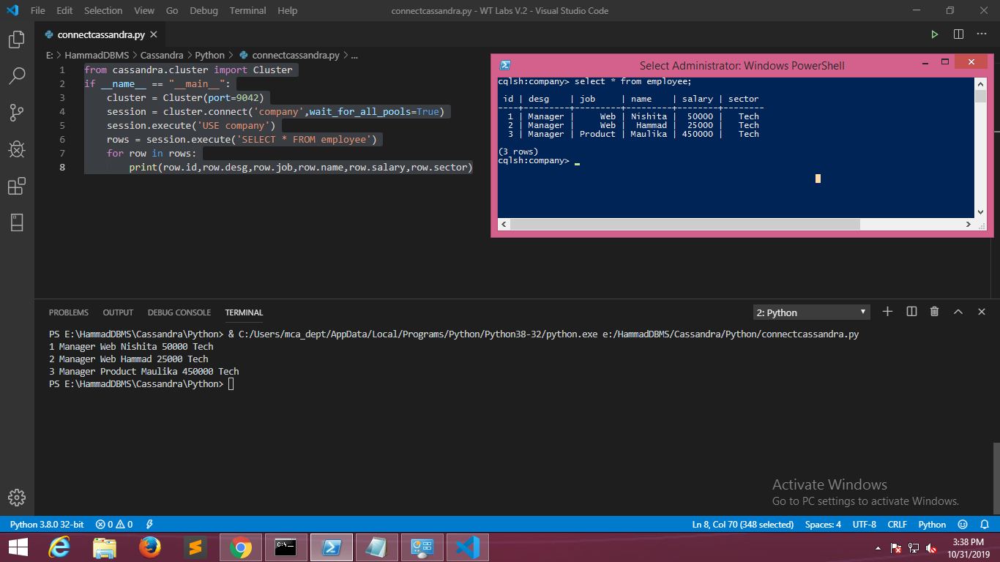 File Edit Selection View Go Debug Terminal Help connectcassandra.py - WT Labs V.2 - Visual Studio Code
connectcassandra.py
E: > HammadDBMS > Cassandra > Python > connectcassandra.py > ...
1 from cassandra.cluster import Cluster
2 if __name__ == "__main__":
3     cluster = Cluster(port=9042)
4     session = cluster.connect('company',wait_for_all_pools=True)
5     session.execute('USE company')
6     rows = session.execute('SELECT * FROM employee')
7     for row in rows:
8         print(row.id,row.desg,row.job,row.name,row.salary,row.sector)
Select Administrator: Windows PowerShell
cqlsh:company> select * from employee;
 id | desg    | job     | name    | salary | sector
----+---------+---------+---------+--------+--------
  1 | Manager |     Web | Nishita |  50000 |   Tech
  2 | Manager |     Web |  Hammad |  25000 |   Tech
  3 | Manager | Product | Maulika | 450000 |   Tech
(3 rows)
cqlsh:company>
PROBLEMS OUTPUT DEBUG CONSOLE TERMINAL 2: Python
PS E:\HammadDBMS\Cassandra\Python> & C:/Users/mca_dept/AppData/Local/Programs/Python/Python38-32/python.exe e:/HammadDBMS/Cassandra/Python/connectcassandra.py
1 Manager Web Nishita 50000 Tech
2 Manager Web Hammad 25000 Tech
3 Manager Product Maulika 450000 Tech
PS E:\HammadDBMS\Cassandra\Python>
Activate Windows
Go to PC settings to activate Windows.
Python 3.8.0 32-bit 0 0 Ln 8, Col 70 (348 selected) Spaces: 4 UTF-8 CRLF Python
C:\_
3:38 PM
10/31/2019